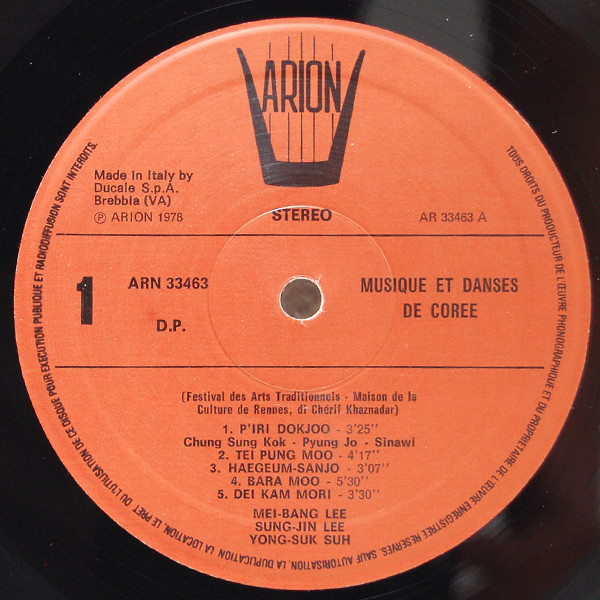 ARION
Made in Italy by
Ducale S.p.A.
Brebbia (VA)
Ⓟ ARION 1978
STEREO
AR 33463 A
1
ARN 33463
D.P.
MUSIQUE ET DANSES
DE COREE
(Festival des Arts Traditionnels - Maison de la
Culture de Rennes, di Chérif Khaznadar)
1. P'IRI DOKJOO - 3'25''
Chung Sung Kok - Pyung Jo - Sinawi
2. TEI PUNG MOO - 4'17''
3. HAEGEUM-SANJO - 3'07''
4. BARA MOO - 5'30''
5. DEI KAM MORI - 3'30''
MEI-BANG LEE
SUNG-JIN LEE
YONG-SUK SUH
TOUS DROITS DU PRODUCTEUR DE L'ŒUVRE PHONOGRAPHIQUE ET DU PROPRIETAIRE DE L'ŒUVRE ENREGISTREE RESERVES. SAUF AUTORISATION, LA DUPLICATION, LA LOCATION, LE PRET OU L'UTILISATION DE CE DISQUE POUR EXECUTION PUBLIQUE ET RADIODIFFUSION SONT INTERDITS.